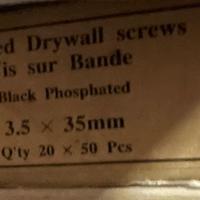 ed Drywall screws
is sur Bande
Black Phosphated
3.5 × 35mm
Q'ty 20 × 50 Pcs